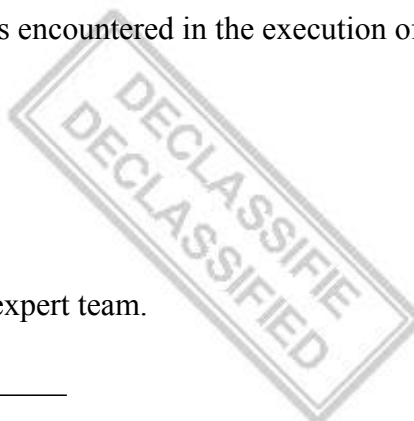 s encountered in the execution of
DECLASSIFIE
DECLASSIFIED
expert team.